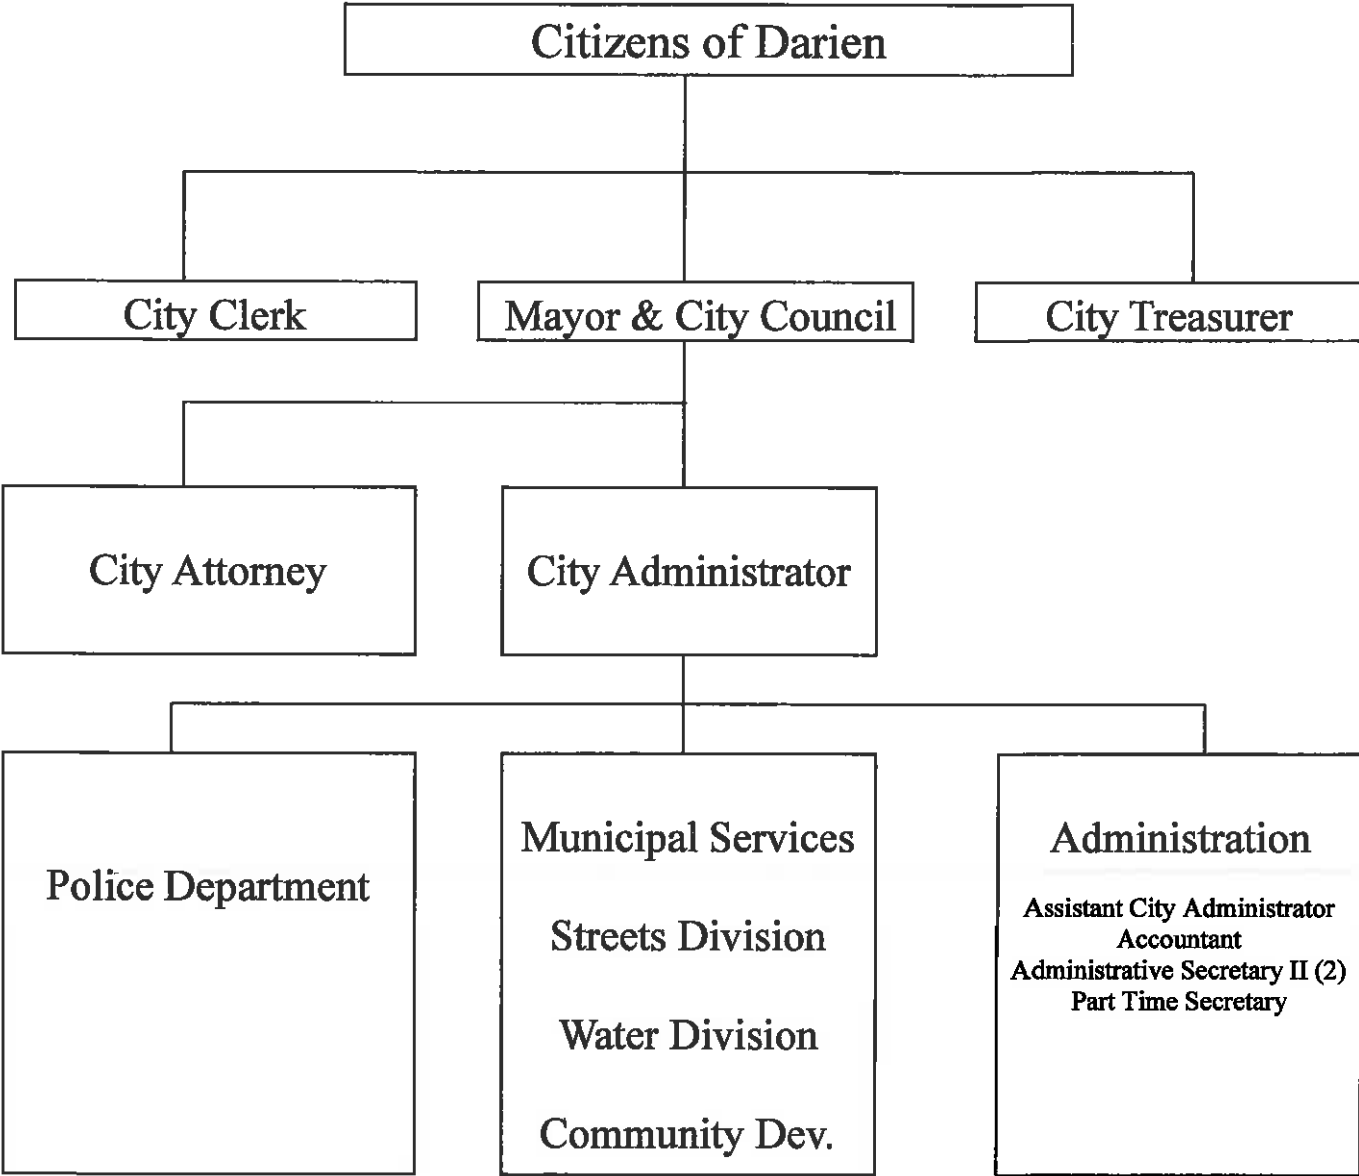 Citizens of Darien
City Clerk
Mayor & City Council
City Treasurer
City Attorney
City Administrator
Police Department
Municipal Services
Streets Division
Water Division
Community Dev.
Administration
Assistant City Administrator
Accountant
Administrative Secretary II (2)
Part Time Secretary